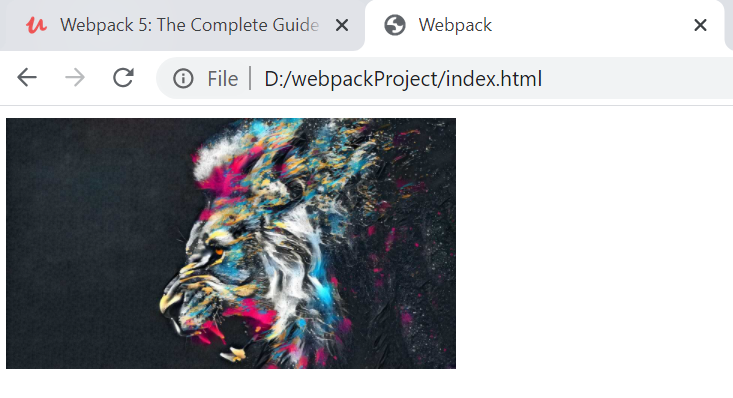 Webpack 5: The Complete Guide
Webpack
File
D:/webpackProject/index.html